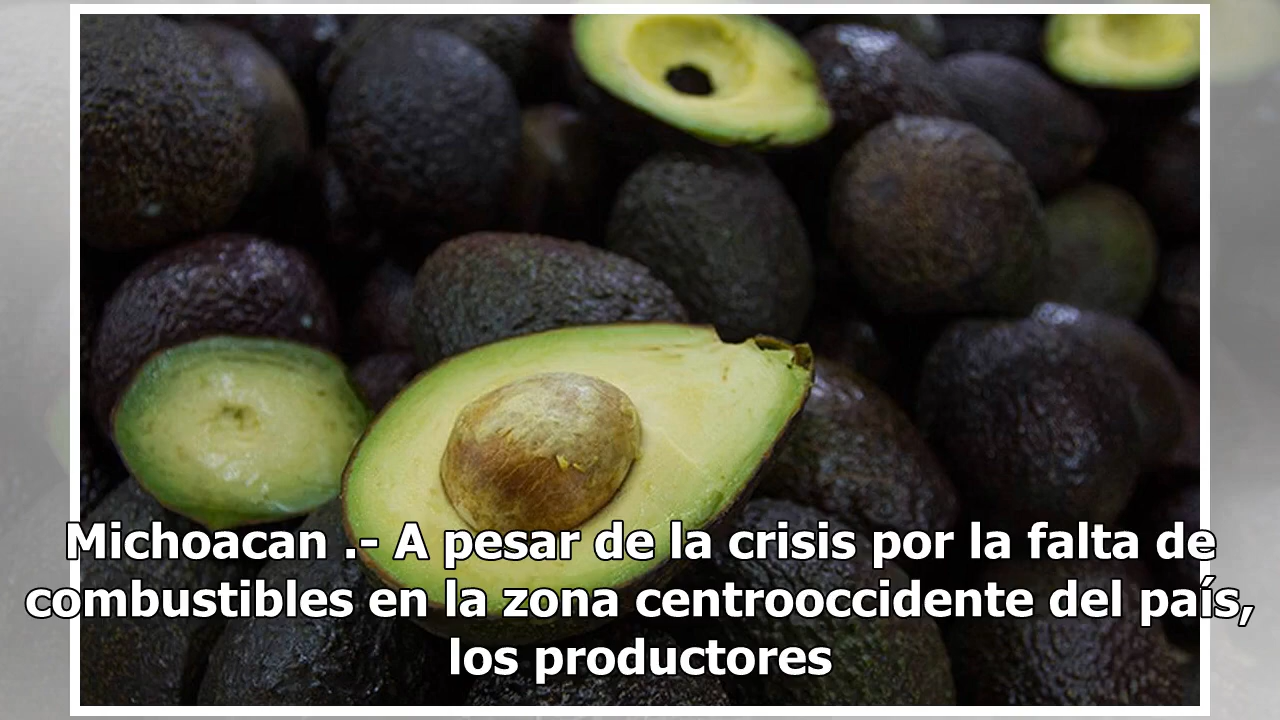 Michoacan .- A pesar de la crisis por la falta de
combustibles en la zona centrooccidente del país,
los productores